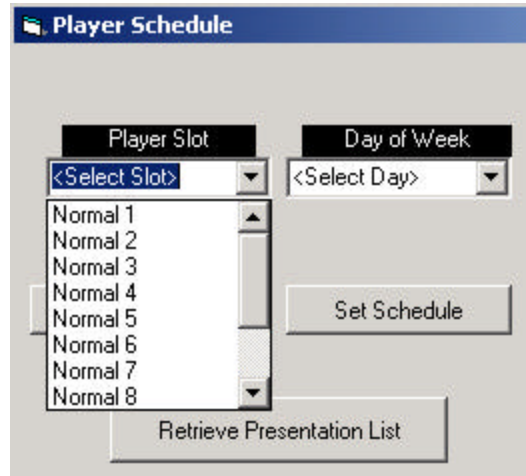 Player Schedule
Player Slot
Day of Week
<Select Slot>
<Select Day>
Normal 1
Normal 2
Normal 3
Normal 4
Normal 5
Normal 6
Normal 7
Normal 8
Set Schedule
Retrieve Presentation List